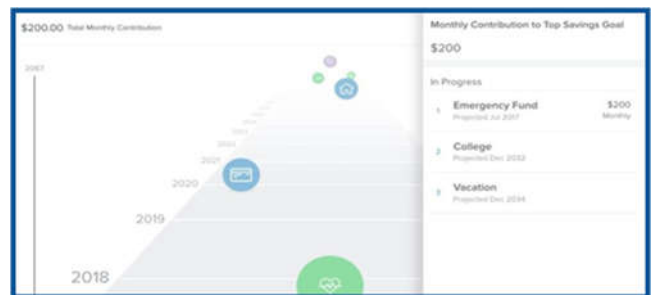 $200.00 Total Monthly Contribution
2067
2021
2020
2019
2018
Monthly Contribution to Top Savings Goal
$200
In Progress
1 Emergency Fund $200
Projected Jul 2017 Monthly
2 College
Projected Dec 2032
3 Vacation
Projected Dec 2034